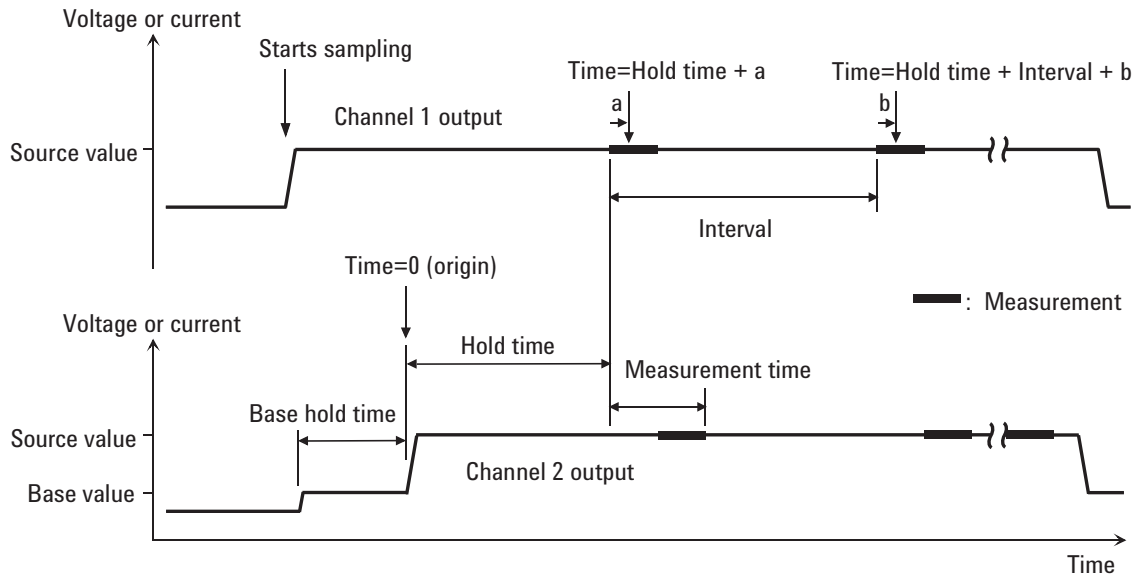 Voltage or current
Starts sampling
Time=Hold time + a
Time=Hold time + Interval + b
a
b
Channel 1 output
Source value
Interval
Time=0 (origin)
: Measurement
Voltage or current
Hold time
Measurement time
Base hold time
Source value
Channel 2 output
Base value
Time